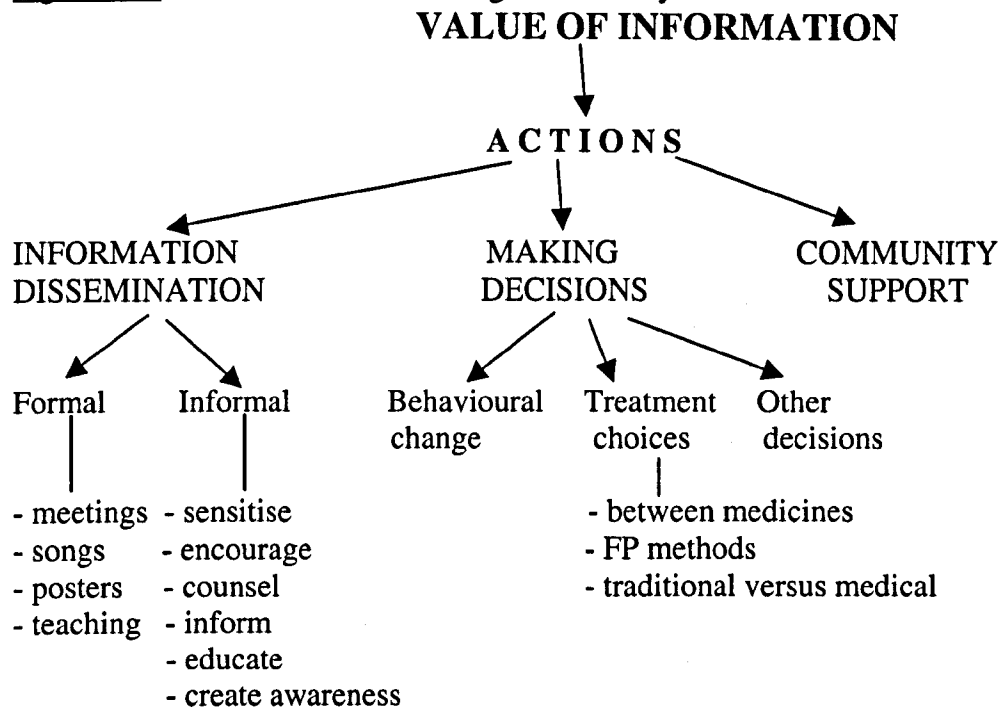 VALUE OF INFORMATION
ACTIONS
INFORMATION
DISSEMINATION
MAKING
DECISIONS
COMMUNITY
SUPPORT
Formal
Informal
Behavioural
change
Treatment
choices
Other
decisions
- meetings
- songs
- posters
- teaching
- sensitise
- encourage
- counsel
- inform
- educate
- create awareness
- between medicines
- FP methods
- traditional versus medical